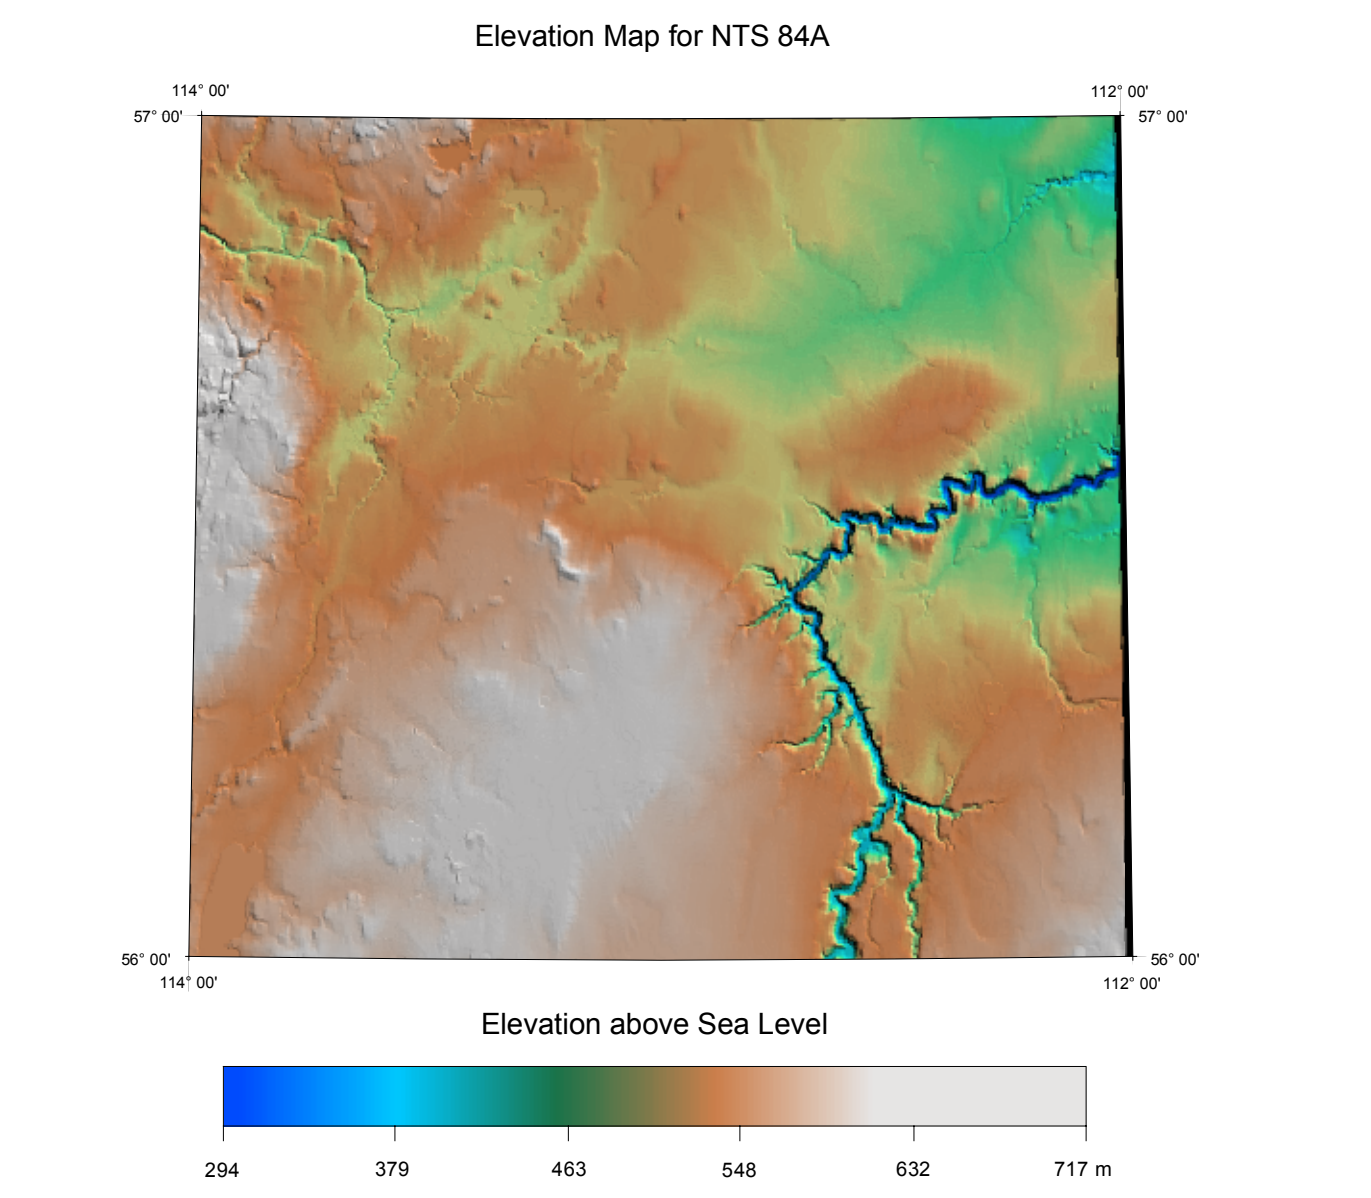 Elevation Map for NTS 84A
114° 00' 112° 00'
57° 00' 57° 00'
56° 00' 56° 00'
114° 00' 112° 00'
Elevation above Sea Level
294 379 463 548 632 717 m